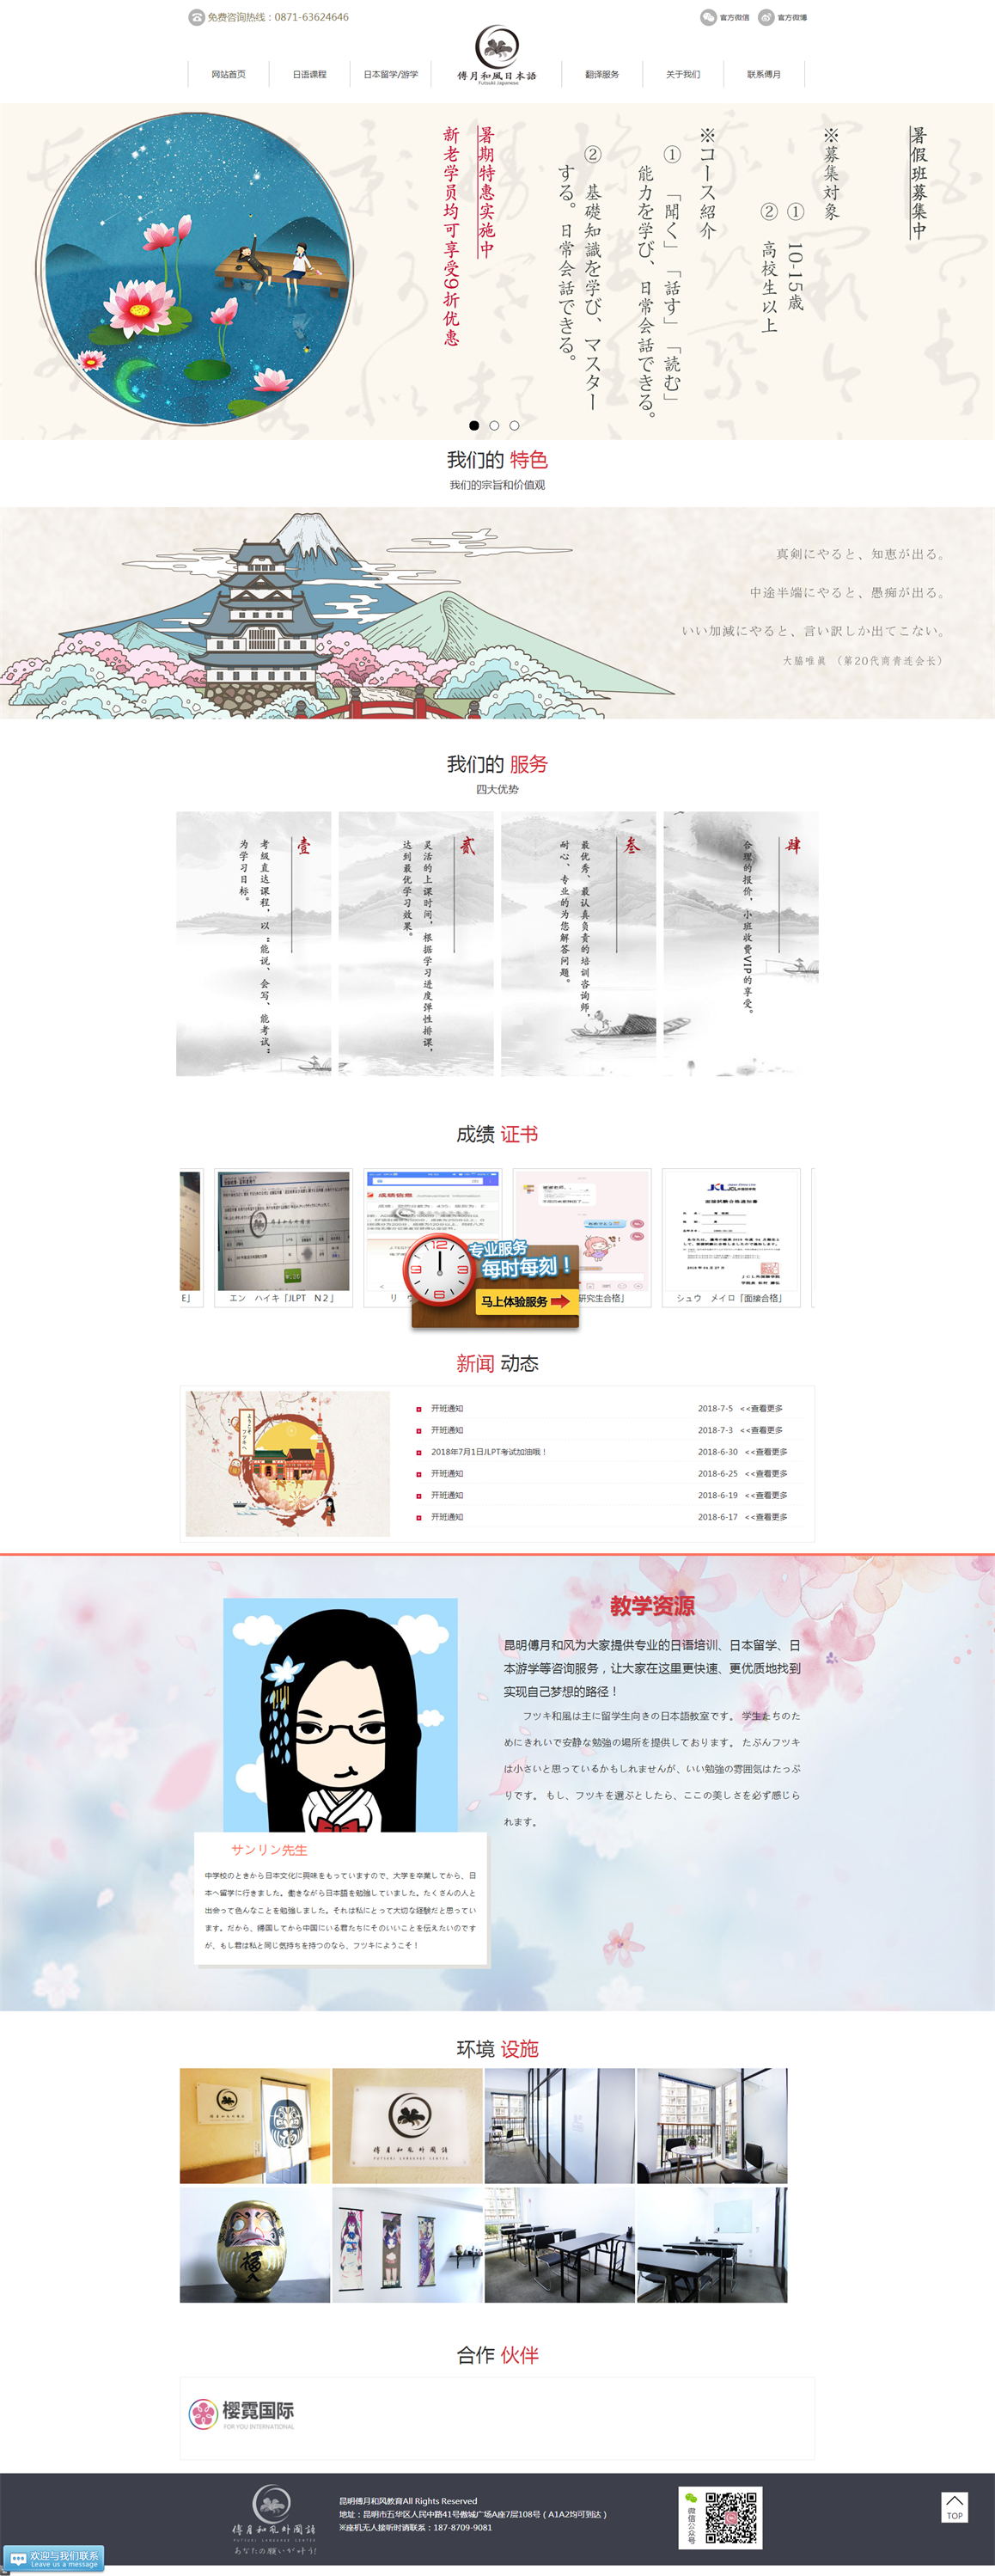 免费咨询热线：0871-63624646
官方微信
官方微博
傅月和風日本語
Futsuki Japanese
网站首页
日语课程
日本留学/游学
翻译服务
关于我们
联系傅月
暑假班募集中
※募集対象
① 10-15歳
② 高校生以上
※コース紹介
① 「聞く」「話す」「読む」
能力を学び、日常会話できる。
② 基礎知識を学び、マスター
する。日常会話できる。
暑期特惠实施中
新老学员均可享受9折优惠
我们的 特色
我们的宗旨和价值观
真剣にやると、知恵が出る。
中途半端にやると、愚痴が出る。
いい加減にやると、言い訳しか出てこない。
大脇唯眞 （第20代商青连会长）
我们的 服务
四大优势
壹
考级直达课程，以“能说、会写、能考试”
为学习目标。
贰
灵活的上课时间，根据学习进度弹性排课，
达到最优学习效果。
叁
最优秀、最认真负责的培训咨询师，
耐心、专业的为您解答问题。
肆
合理的报价，小班收费VIP的享受。
成绩 证书
E」
エン　ハイキ「JLPT　N2」
リ　ウ
研究生合格」
シュウ　メイロ「面接合格」
专业服务
每时每刻！
马上体验服务
新闻 动态
开班通知 2018-7-5 <<查看更多
开班通知 2018-7-3 <<查看更多
2018年7月1日JLPT考试加油哦！ 2018-6-30 <<查看更多
开班通知 2018-6-25 <<查看更多
开班通知 2018-6-19 <<查看更多
开班通知 2018-6-17 <<查看更多
教学资源
昆明傅月和风为大家提供专业的日语培训、日本留学、日
本游学等咨询服务，让大家在这里更快速、更优质地找到
实现自己梦想的路径！
フツキ和風は主に留学生向きの日本語教室です。 学生たちのた
めにきれいで安静な勉強の場所を提供しております。 たぶんフツキ
は小さいと思っているかもしれませんが、いい勉強の雰囲気はたっぷ
りです。 もし、フツキを選ぶとしたら、ここの美しさを必ず感じら
れます。
サンリン先生
中学校のときから日本文化に興味をもっていますので、大学を卒業してから、日
本へ留学に行きました。働きながら日本語を勉強していました。たくさんの人と
出会って色んなことを勉強しました。それは私にとって大切な経験だと思ってい
ます。だから、帰国してから中国にいる君たちにそのいいことを伝えたいのです
が、もし君は私と同じ気持ちを持つのなら、フツキにようこそ！
环境 设施
傅月和風外國語
FUTSUKI LANGUAGE CENTER
合作 伙伴
樱霓国际
FOR YOU INTERNATIONAL
傅月和風外國語
FUTSUKI LANGUAGE CENTER
あなたの願いが叶う!
昆明傅月和风教育All Rights Reserved
地址：昆明市五华区人民中路41号傲城广场A座7层108号（A1A2均可到达）
※座机无人接听时请联系：187-8709-9081
微信公众号
TOP
欢迎与我们联系
Leave us a message